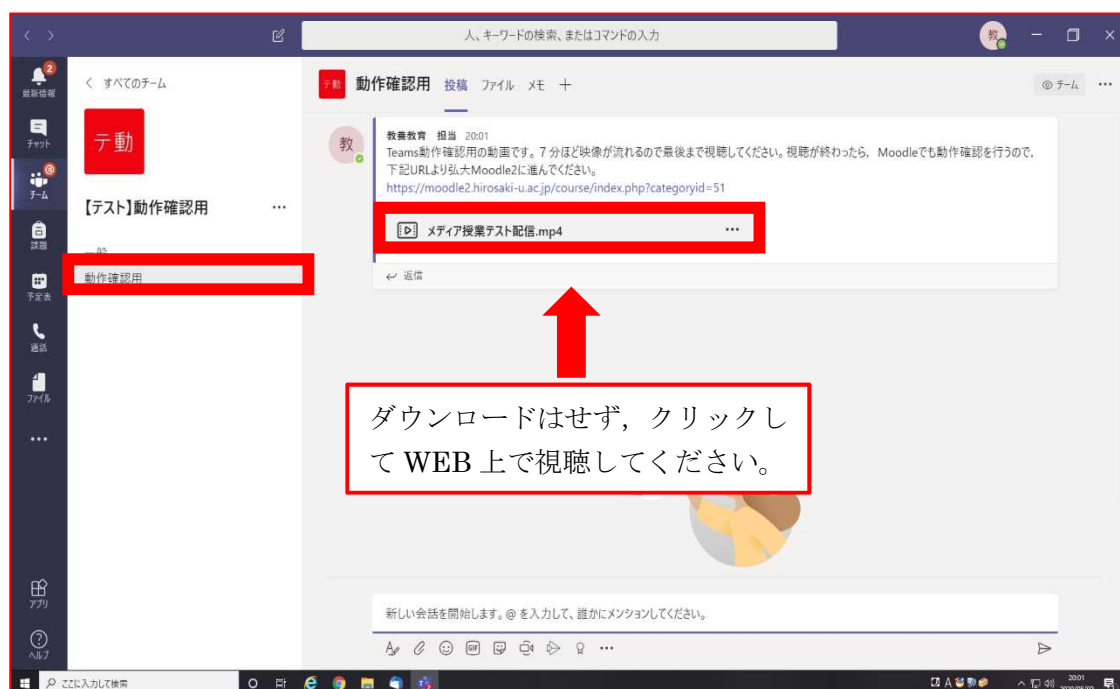 人、キーワードの検索、またはコマンドの入力
教
2
最新情報
チャット
チーム
課題
予定表
通話
ファイル
アプリ
ヘルプ
すべてのチーム
テ動
【テスト】動作確認用
一般
動作確認用
テ動 動作確認用 投稿 ファイル メモ
チーム
教
教養教育 担当 20:01
Teams動作確認用の動画です。7分ほど映像が流れるので最後まで視聴してください。視聴が終わったら, Moodleでも動作確認を行うので,
下記URLより弘大Moodle2に進んでください。
https://moodle2.hirosaki-u.ac.jp/course/index.php?categoryid=51
メディア授業テスト配信.mp4
返信
ダウンロードはせず,クリックし
て WEB 上で視聴してください。
新しい会話を開始します。@ を入力して、誰かにメンションしてください。
GIF
ここに入力して検索
A
20:01